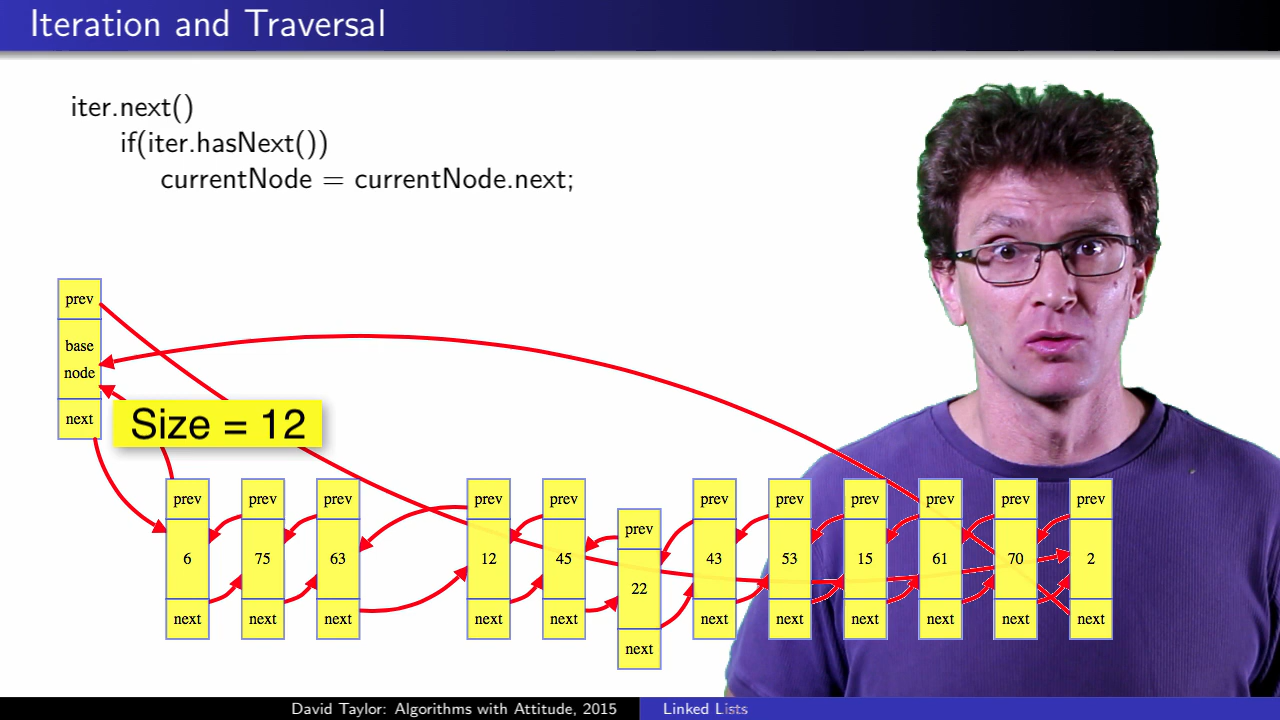 Iteration and Traversal
iter.next()
if(iter.hasNext())
currentNode = currentNode.next;
prev
base
node
next
Size = 12
prev
6
next
prev
75
next
prev
63
next
prev
12
next
prev
45
next
prev
22
next
prev
43
next
prev
53
next
prev
15
next
prev
61
next
prev
70
next
prev
2
next
David Taylor: Algorithms with Attitude, 2015
Linked Lists